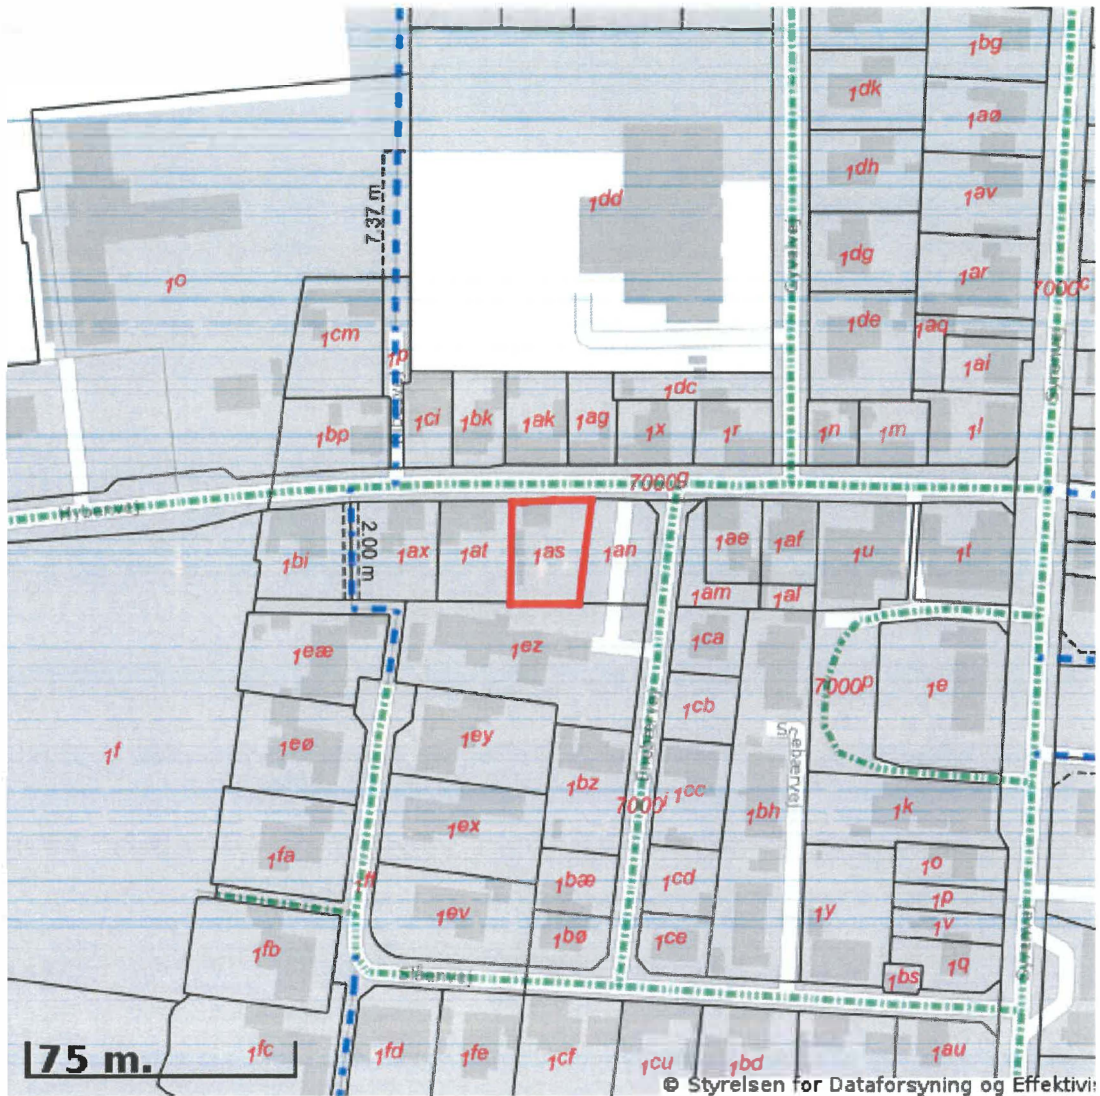 1bg
1dk
1aø
1dh
1dd
1av
7.37 m
1dg
1ar
1o
7000c
1de
1aq
1cm
1p
1ai
1dc
1ci
1bk
1ak
1ag
1bp
1x
1r
1n
1m
1l
7000g
Hybenvej
2.00 m
1bi
1ax
1at
1as
1an
1ae
1af
1u
1t
1am
1al
1eæ
1ez
1ca
7000p
1e
1cb
1f
1eø
1ey
1bz
1cc
7000i
1bh
1k
1ex
1fa
1o
1bæ
1cd
1p
1y
1v
1ev
1bø
1ce
1fb
1q
1bs
Slåenvej
75 m.
1fc
1fd
1fe
1cf
1cu
1bd
1au
© Styrelsen for Dataforsyning og Effektivi